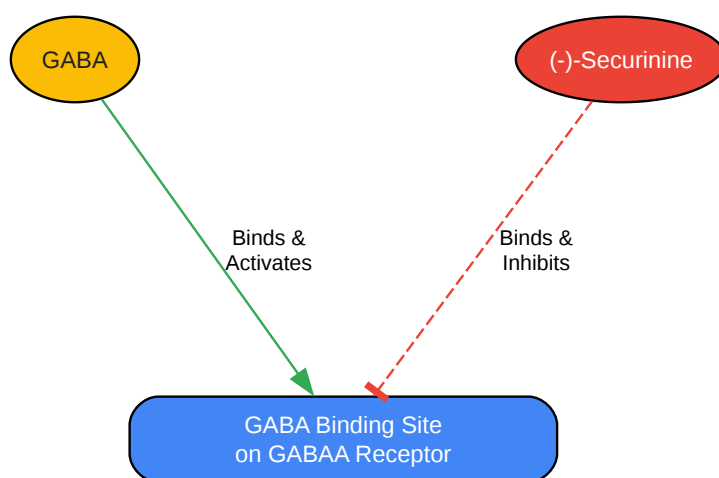 GABA
(-)-Securinine
Binds &
Activates
Binds &
Inhibits
GABA Binding Site
on GABAA Receptor